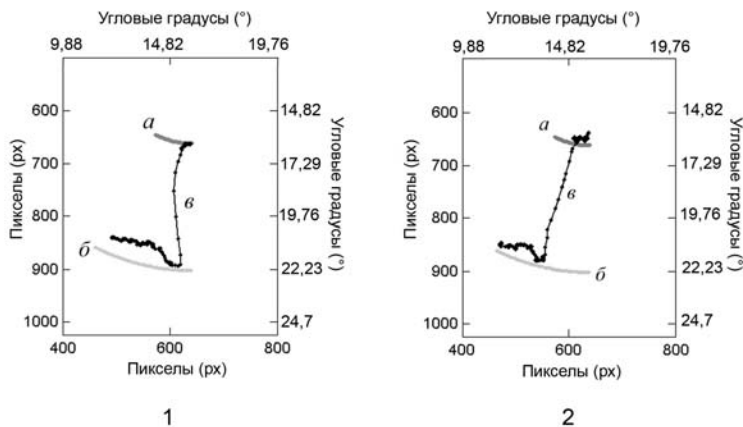 Угловые градусы (°)
9,88 14,82 19,76
600
700
800
900
1000
Пикселы (px)
14,82
17,29
19,76
22,23
24,7
Угловые градусы (°)
а
б
в
400 600 800
Пикселы (px)
1
Угловые градусы (°)
9,88 14,82 19,76
600
700
800
900
1000
Пикселы (px)
14,82
17,29
19,76
22,23
24,7
Угловые градусы (°)
а
б
в
400 600 800
Пикселы (px)
2